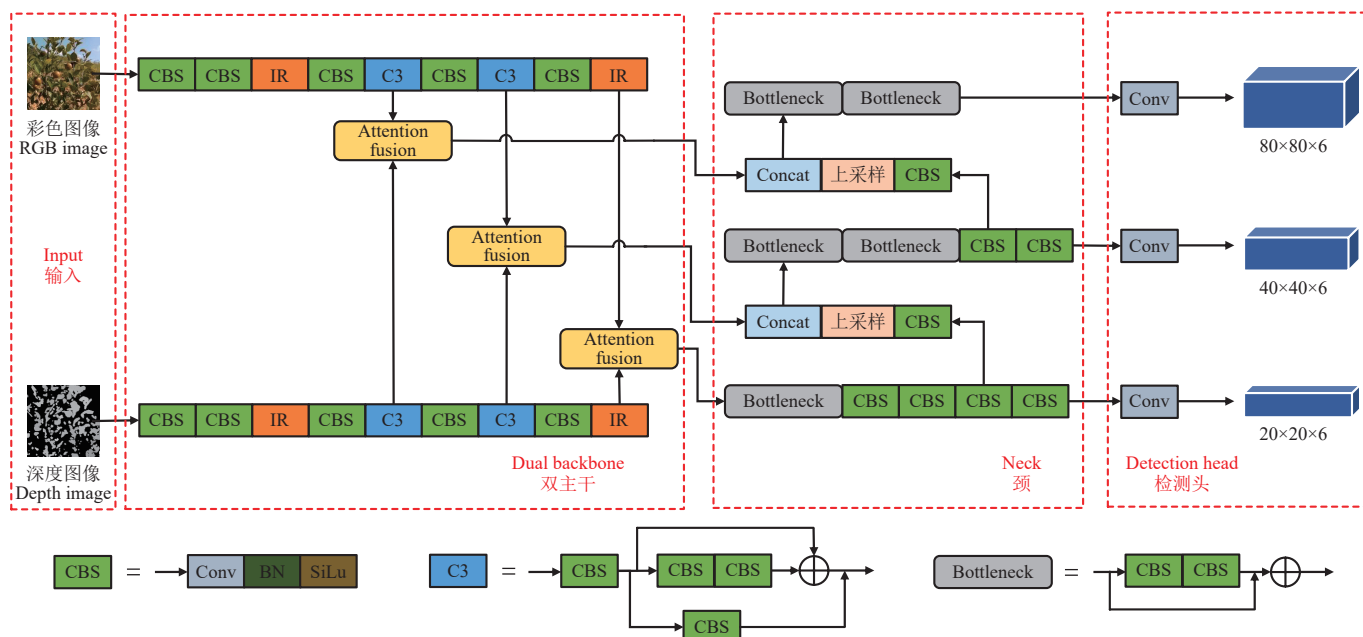 CBS CBS IR CBS C3 CBS C3 CBS IR
彩色图像
RGB image
Attention
fusion
Bottleneck Bottleneck
Conv
80×80×6
Concat 上采样 CBS
Input
输入
Attention
fusion
Bottleneck Bottleneck CBS CBS
Conv
40×40×6
Concat 上采样 CBS
Attention
fusion
Bottleneck CBS CBS CBS CBS
Conv
20×20×6
CBS CBS IR CBS C3 CBS C3 CBS IR
深度图像
Depth image
Dual backbone
双主干
Neck
颈
Detection head
检测头
CBS = Conv BN SiLu
C3 = CBS CBS CBS
CBS
Bottleneck = CBS CBS